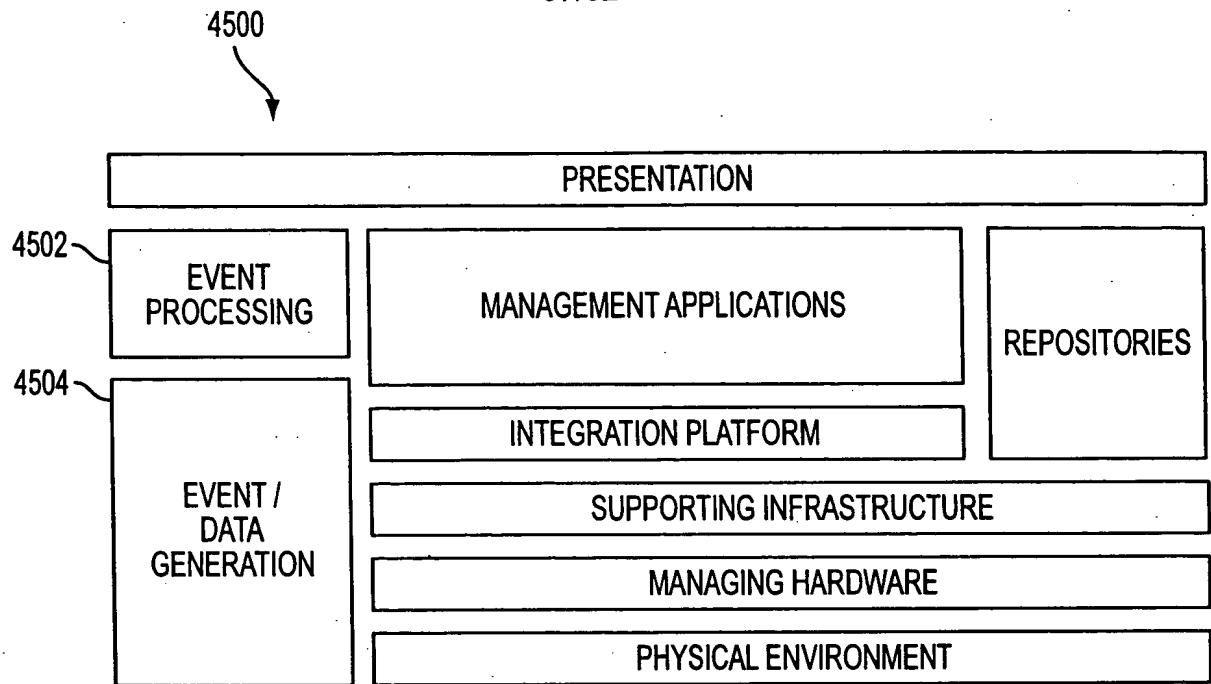 4500
PRESENTATION
4502
EVENT
PROCESSING
MANAGEMENT APPLICATIONS
REPOSITORIES
4504
INTEGRATION PLATFORM
EVENT /
DATA
GENERATION
SUPPORTING INFRASTRUCTURE
MANAGING HARDWARE
PHYSICAL ENVIRONMENT